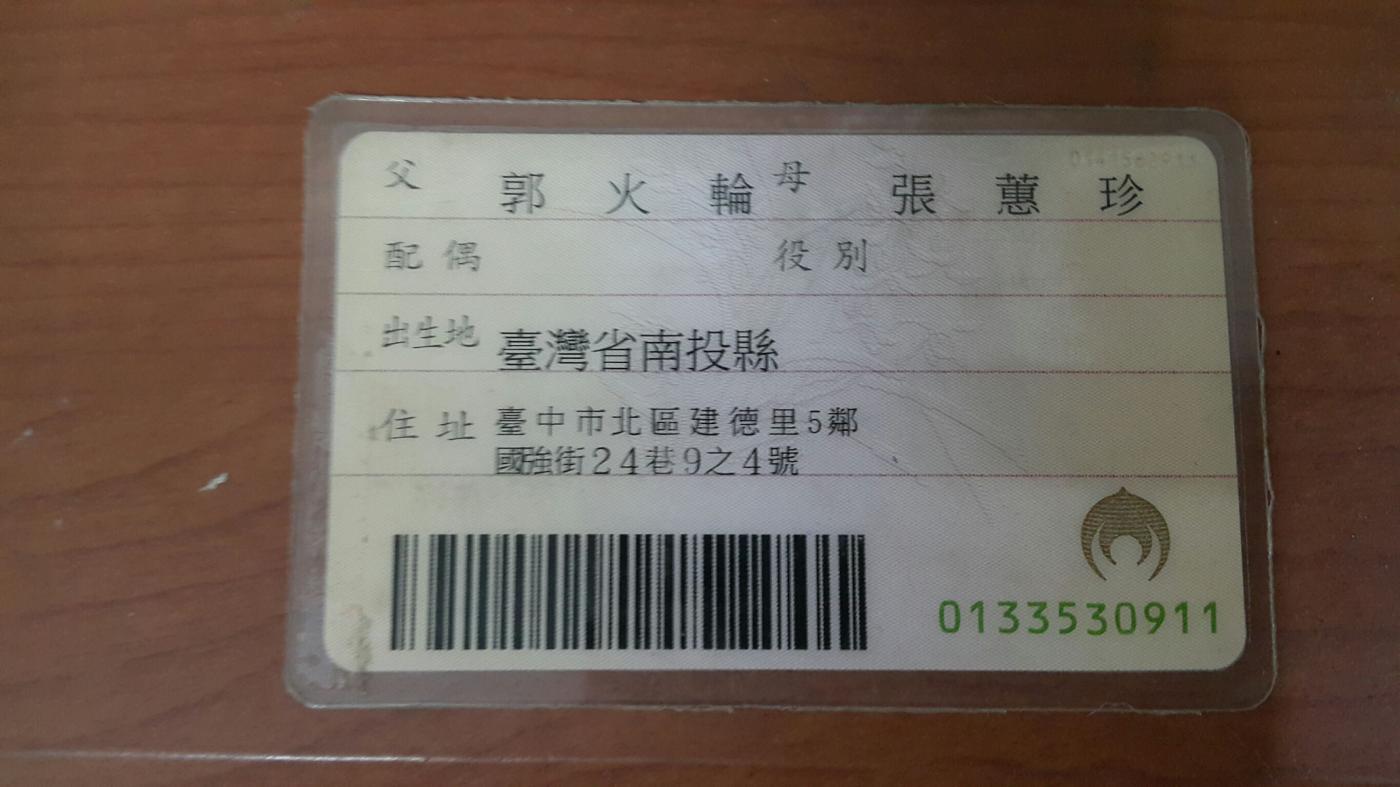 父 郭火輪 母 張蕙珍
配偶 役別
出生地 臺灣省南投縣
住址 臺中市北區建德里5鄰
國強街24巷9之4號
0133530911